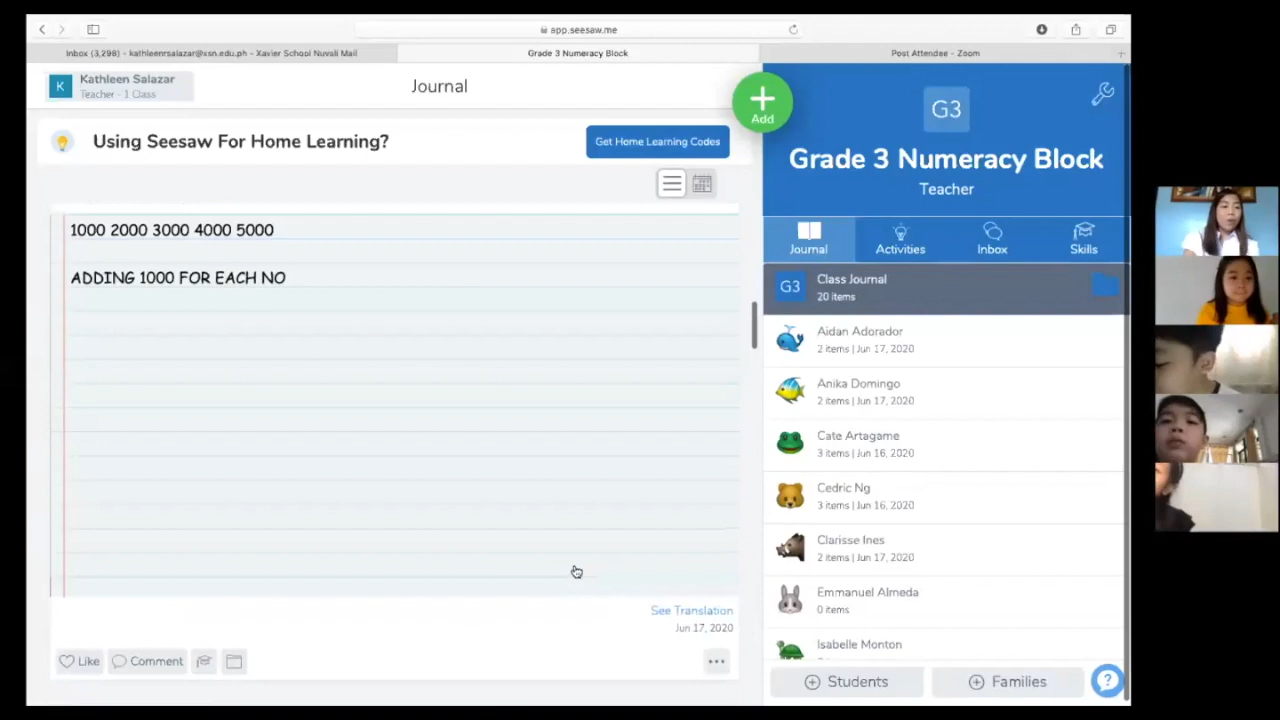 app.seesaw.me
Inbox (3,298) - kathleenrsalazar@xsn.edu.ph - Xavier School Nuvali Mail
Grade 3 Numeracy Block
Post Attendee - Zoom
K
Kathleen Salazar
Teacher - 1 Class
Journal
Add
Using Seesaw For Home Learning?
Get Home Learning Codes
1000 2000 3000 4000 5000
ADDING 1000 FOR EACH NO
See Translation
Jun 17, 2020
Like
Comment
G3
Grade 3 Numeracy Block
Teacher
Journal
Activities
Inbox
Skills
G3
Class Journal
20 items
Aidan Adorador
2 items | Jun 17, 2020
Anika Domingo
2 items | Jun 17, 2020
Cate Artagame
3 items | Jun 16, 2020
Cedric Ng
3 items | Jun 16, 2020
Clarisse Ines
2 items | Jun 17, 2020
Emmanuel Almeda
0 items
Isabelle Monton
Students
Families